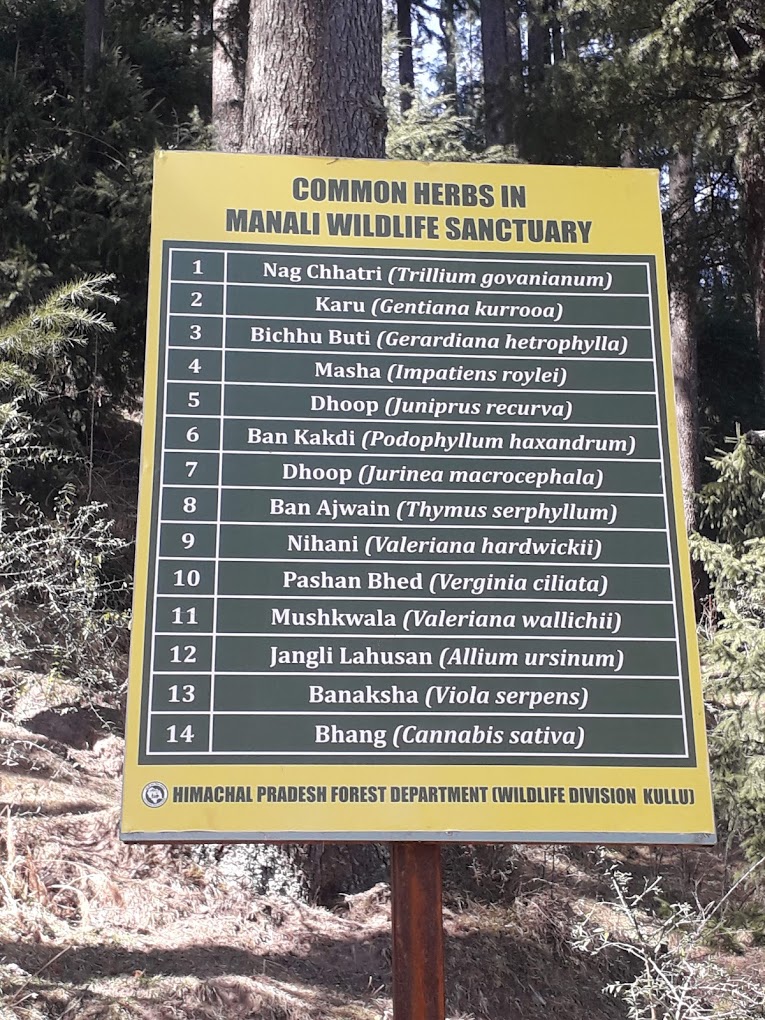 COMMON HERBS IN
MANALI WILDLIFE SANCTUARY
1 Nag Chhatri (Trillium govanianum)
2 Karu (Gentiana kurrooa)
3 Bichhu Buti (Gerardiana hetrophylla)
4 Masha (Impatiens roylei)
5 Dhoop (Juniprus recurva)
6 Ban Kakdi (Podophyllum haxandrum)
7 Dhoop (Jurinea macrocephala)
8 Ban Ajwain (Thymus serphyllum)
9 Nihani (Valeriana hardwickii)
10 Pashan Bhed (Verginia ciliata)
11 Mushkwala (Valeriana wallichii)
12 Jangli Lahusan (Allium ursinum)
13 Banaksha (Viola serpens)
14 Bhang (Cannabis sativa)
HIMACHAL PRADESH FOREST DEPARTMENT (WILDLIFE DIVISION KULLU)